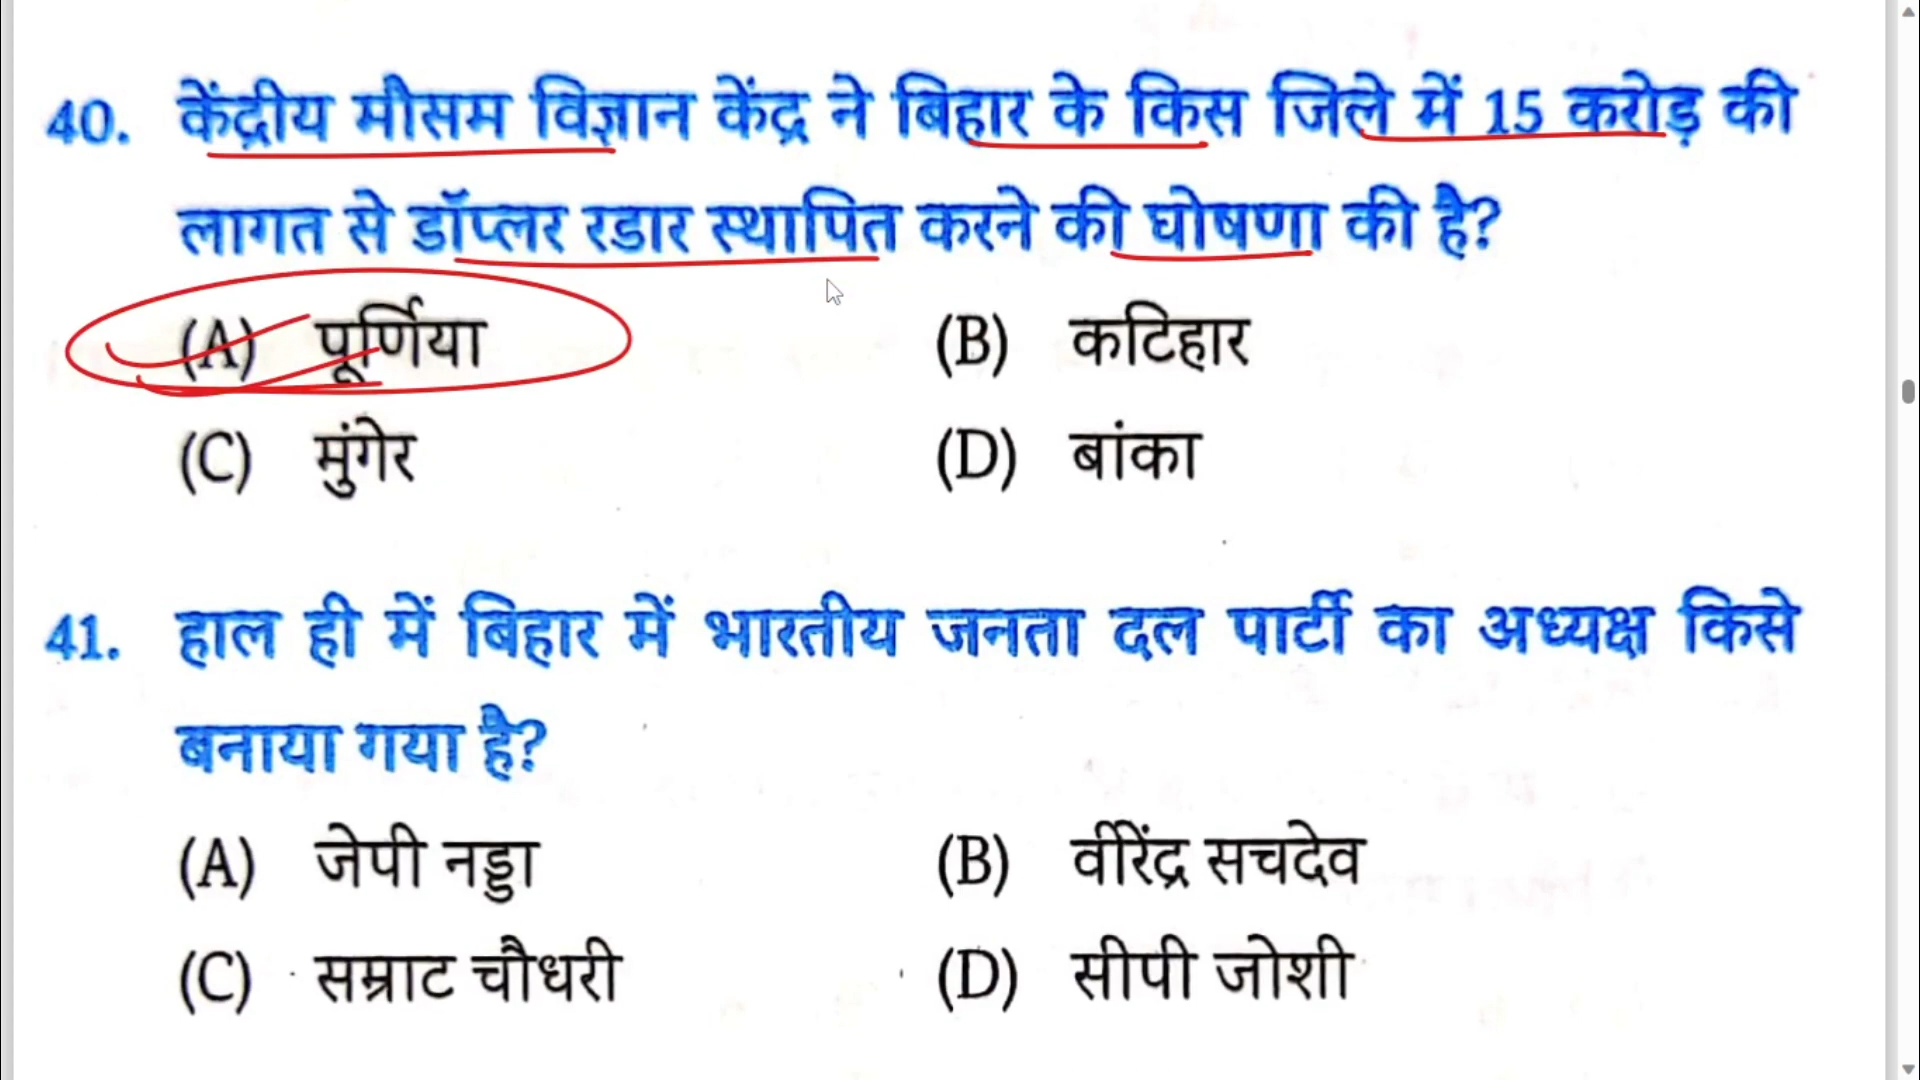 40. केंद्रीय मौसम विज्ञान केंद्र ने बिहार के किस जिले में 15 करोड़ की
लागत से डॉप्लर रडार स्थापित करने की घोषणा की है?
(A) पूर्णिया (B) कटिहार
(C) मुंगेर (D) बांका
41. हाल ही में बिहार में भारतीय जनता दल पार्टी का अध्यक्ष किसे
बनाया गया है?
(A) जेपी नड्डा (B) वीरेंद्र सचदेव
(C) सम्राट चौधरी (D) सीपी जोशी